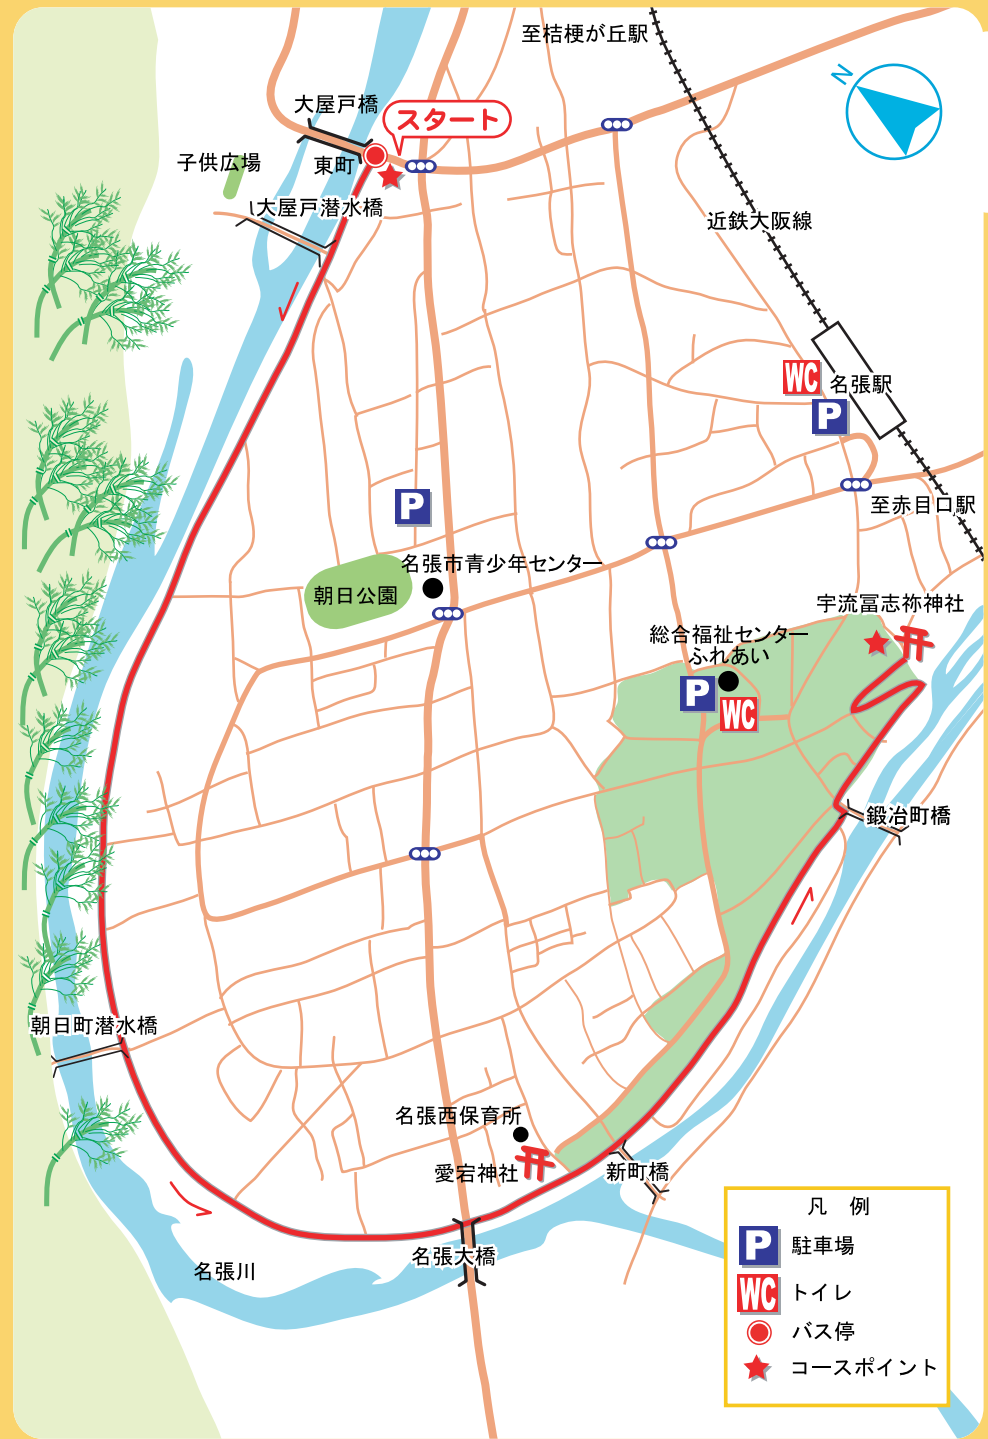 至桔梗が丘駅
N
大屋戸橋
スタート
東町
子供広場
大屋戸潜水橋
近鉄大阪線
WC
名張駅
P
至赤目口駅
P
名張市青少年センター
朝日公園
宇流冨志祢神社
総合福祉センター
ふれあい
P
WC
鍛冶町橋
朝日町潜水橋
名張西保育所
愛宕神社
新町橋
名張大橋
名張川
凡 例
P 駐車場
WC トイレ
バス停
コースポイント